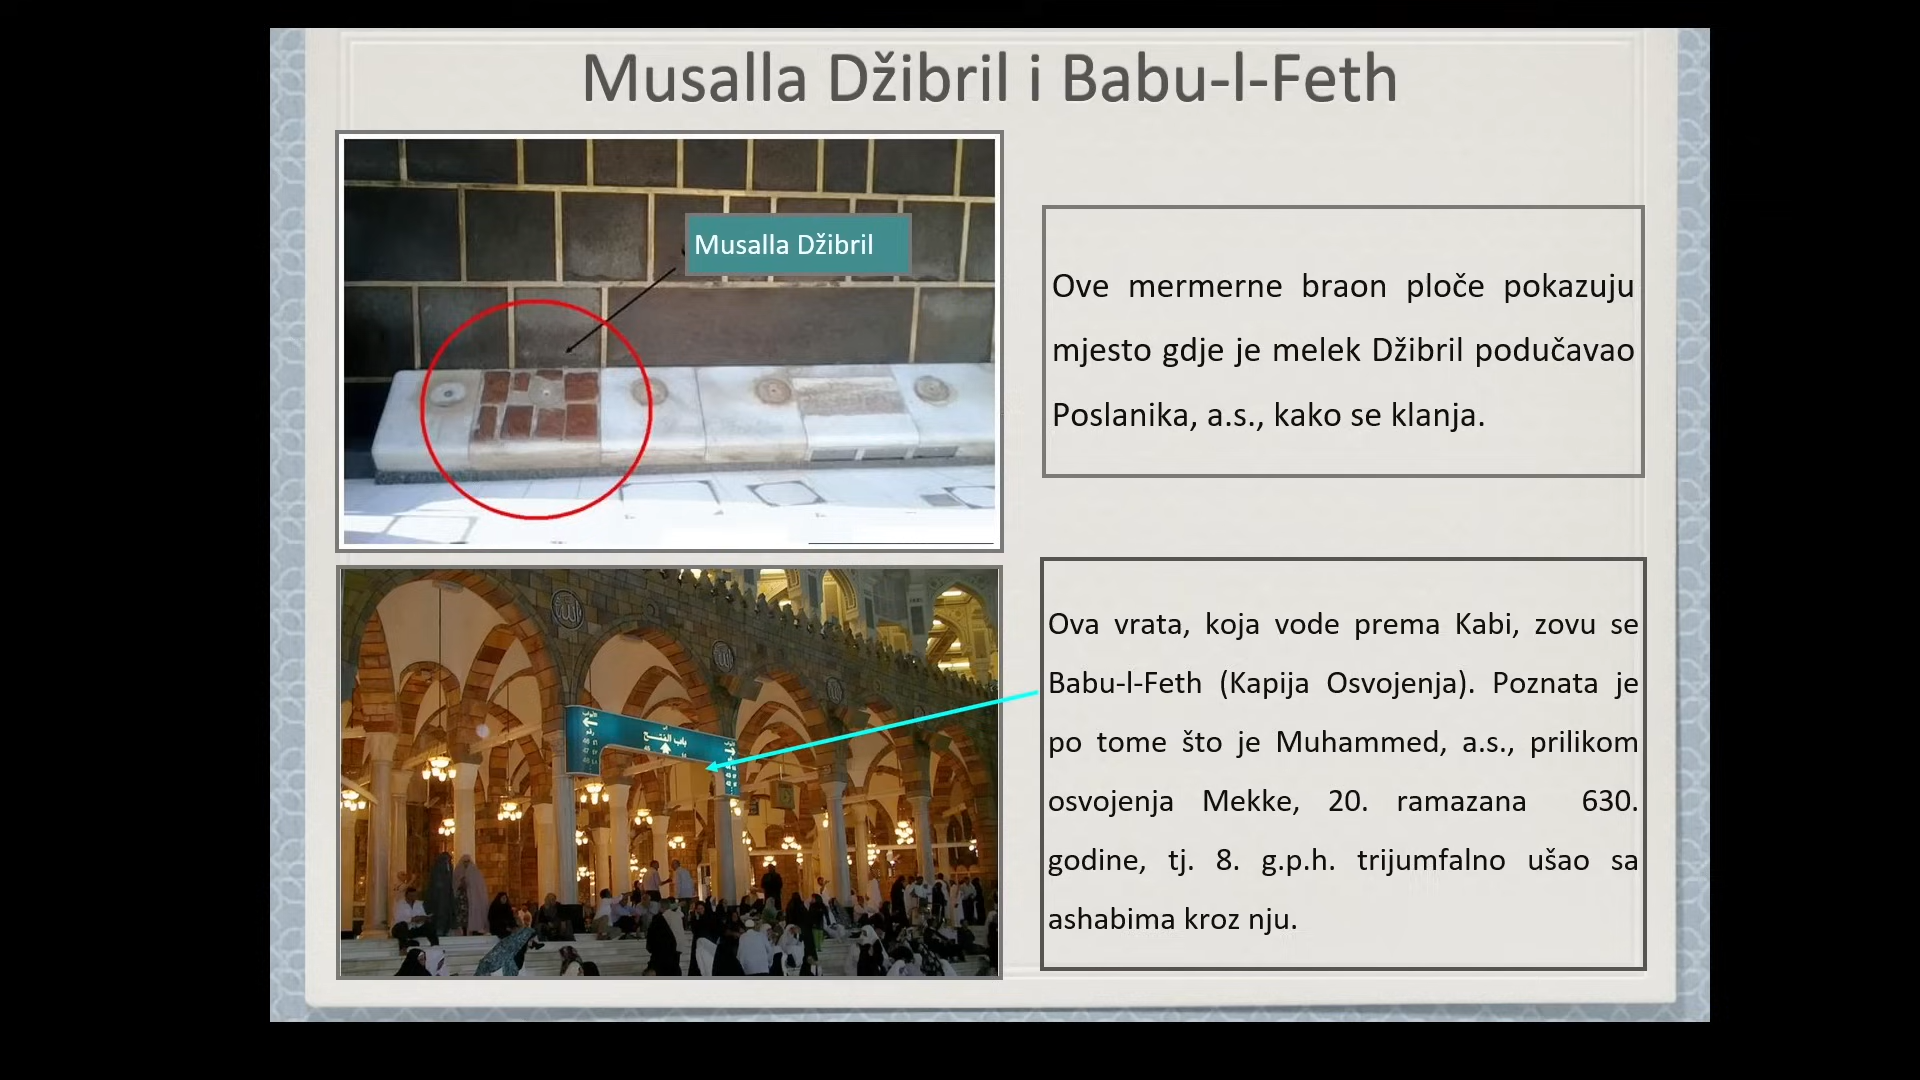 Musalla Džibril i Babu-l-Feth
Musalla Džibril
Ove mermerne braon ploče pokazuju
mjesto gdje je melek Džibril podučavao
Poslanika, a.s., kako se klanja.
باب الفتح
Ova vrata, koja vode prema Kabi, zovu se
Babu-l-Feth (Kapija Osvojenja). Poznata je
po tome što je Muhammed, a.s., prilikom
osvojenja Mekke, 20. ramazana 630.
godine, tj. 8. g.p.h. trijumfalno ušao sa
ashabima kroz nju.